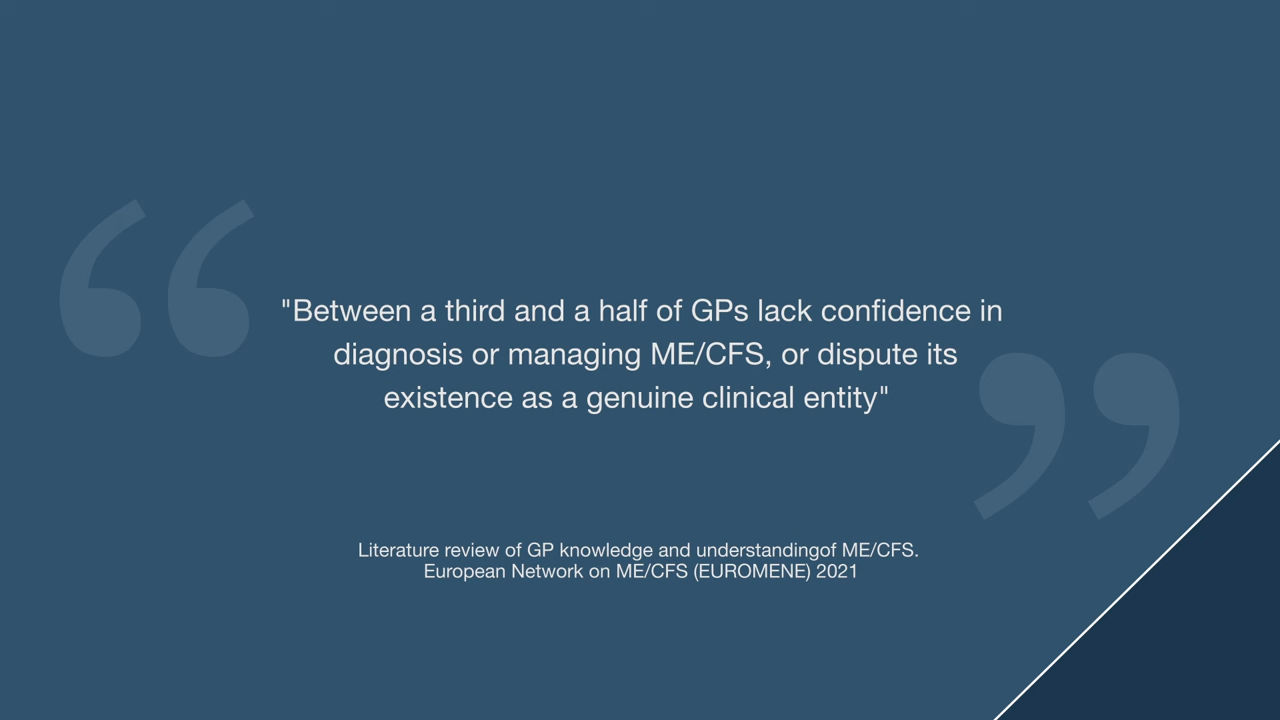 "Between a third and a half of GPs lack confidence in
diagnosis or managing ME/CFS, or dispute its
existence as a genuine clinical entity"
Literature review of GP knowledge and understandingof ME/CFS.
European Network on ME/CFS (EUROMENE) 2021